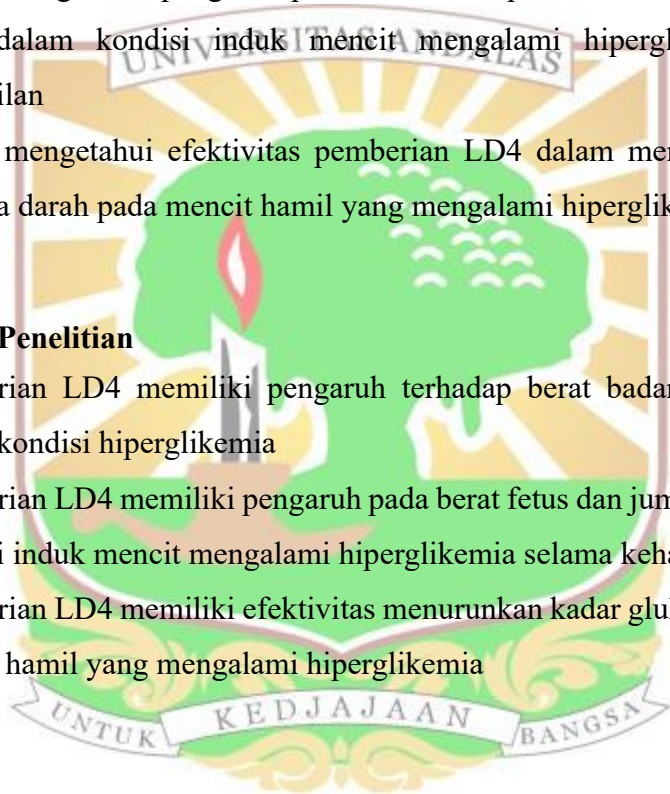 UNIVERSITAS ANDALAS
dalam kondisi induk mencit mengalami hipergl
ilan
mengetahui efektivitas pemberian LD4 dalam men
a darah pada mencit hamil yang mengalami hiperglik
Penelitian
rian LD4 memiliki pengaruh terhadap berat badan
kondisi hiperglikemia
rian LD4 memiliki pengaruh pada berat fetus dan jum
i induk mencit mengalami hiperglikemia selama keha
rian LD4 memiliki efektivitas menurunkan kadar glu
hamil yang mengalami hiperglikemia
UNTUK KEDJAJAAN BANGSA